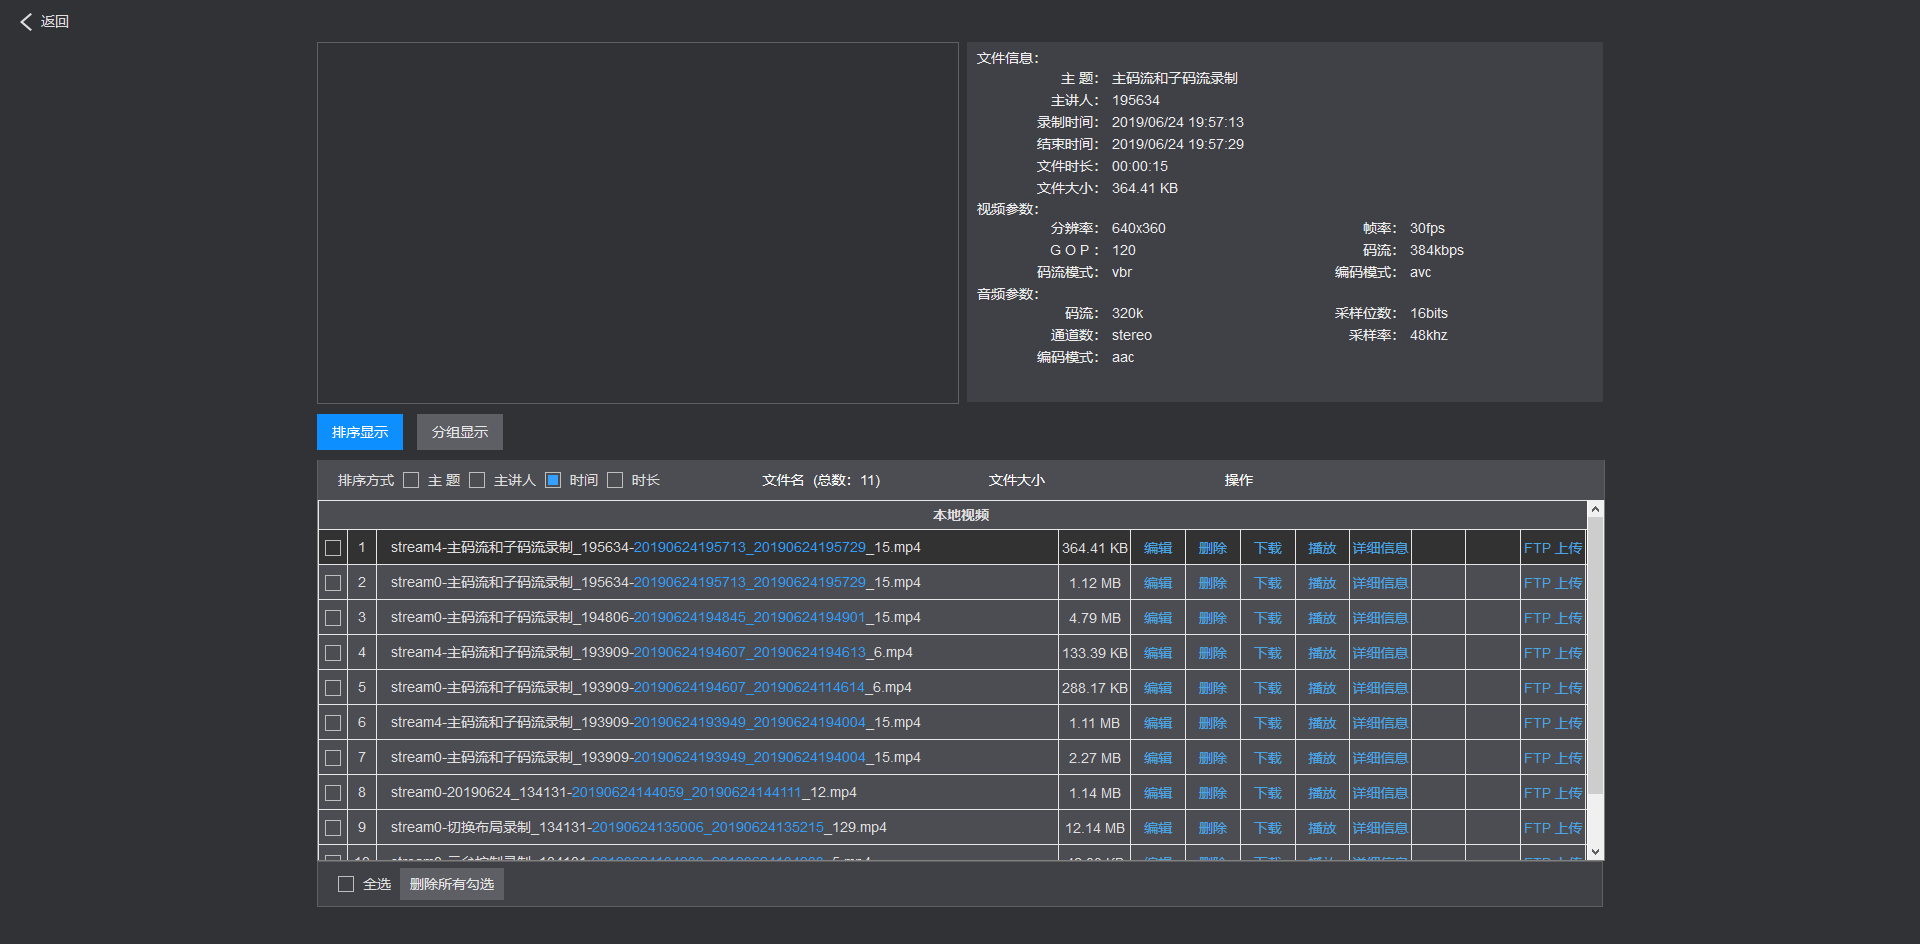 返回
文件信息：
主 题： 主码流和子码流录制
主讲人： 195634
录制时间： 2019/06/24 19:57:13
结束时间： 2019/06/24 19:57:29
文件时长： 00:00:15
文件大小： 364.41 KB
视频参数：
分辨率： 640x360 帧率： 30fps
G O P： 120 码流： 384kbps
码流模式： vbr 编码模式： avc
音频参数：
码流： 320k 采样位数： 16bits
通道数： stereo 采样率： 48khz
编码模式： aac
排序显示 分组显示
排序方式 主 题 主讲人 时间 时长 文件名 (总数：11) 文件大小 操作
本地视频
1 stream4-主码流和子码流录制_195634-20190624195713_20190624195729_15.mp4 364.41 KB 编辑 删除 下载 播放 详细信息 FTP 上传
2 stream0-主码流和子码流录制_195634-20190624195713_20190624195729_15.mp4 1.12 MB 编辑 删除 下载 播放 详细信息 FTP 上传
3 stream0-主码流和子码流录制_194806-20190624194845_20190624194901_15.mp4 4.79 MB 编辑 删除 下载 播放 详细信息 FTP 上传
4 stream4-主码流和子码流录制_193909-20190624194607_20190624194613_6.mp4 133.39 KB 编辑 删除 下载 播放 详细信息 FTP 上传
5 stream0-主码流和子码流录制_193909-20190624194607_20190624114614_6.mp4 288.17 KB 编辑 删除 下载 播放 详细信息 FTP 上传
6 stream4-主码流和子码流录制_193909-20190624193949_20190624194004_15.mp4 1.11 MB 编辑 删除 下载 播放 详细信息 FTP 上传
7 stream0-主码流和子码流录制_193909-20190624193949_20190624194004_15.mp4 2.27 MB 编辑 删除 下载 播放 详细信息 FTP 上传
8 stream0-20190624_134131-20190624144059_20190624144111_12.mp4 1.14 MB 编辑 删除 下载 播放 详细信息 FTP 上传
9 stream0-切换布局录制_134131-20190624135006_20190624135215_129.mp4 12.14 MB 编辑 删除 下载 播放 详细信息 FTP 上传
全选 删除所有勾选